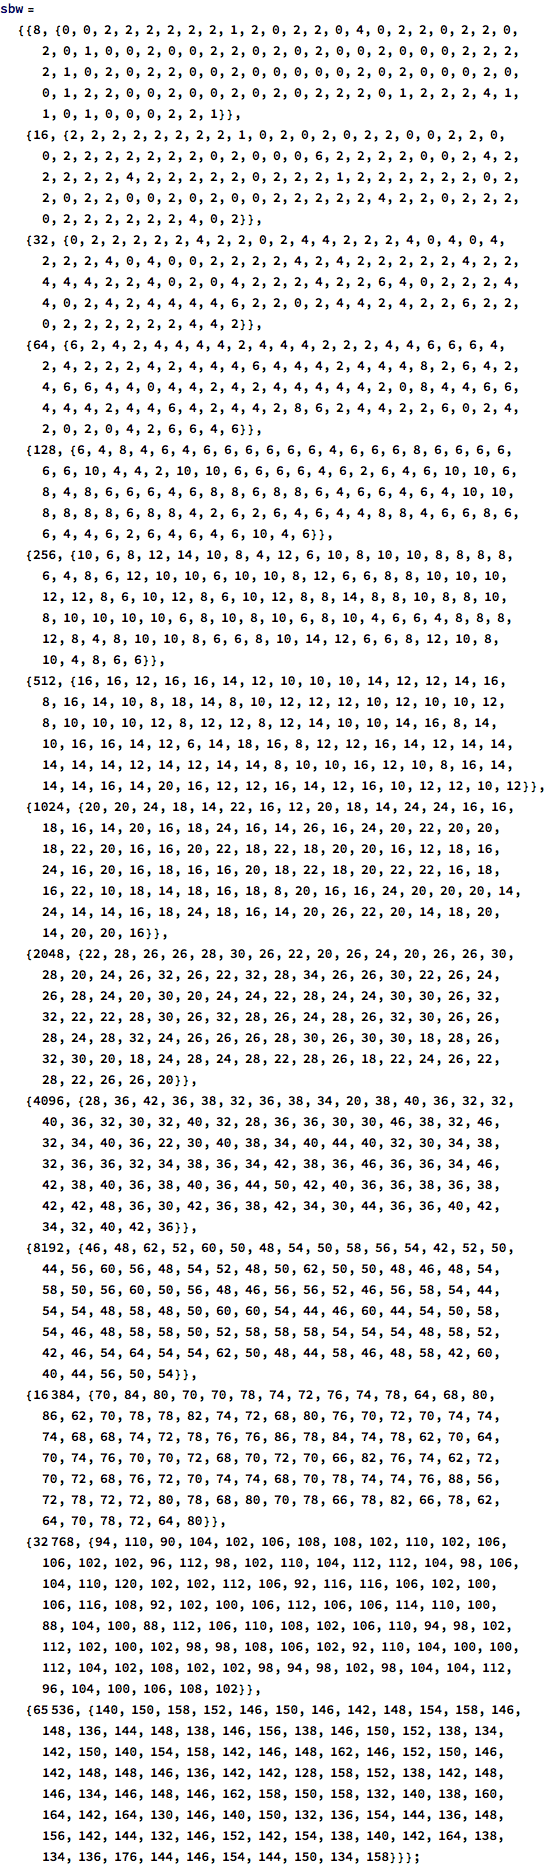 sbw =
{{8, {0, 0, 2, 2, 2, 2, 2, 2, 1, 2, 0, 2, 2, 0, 4, 0, 2, 2, 0, 2, 2, 0,
2, 0, 1, 0, 0, 2, 0, 0, 2, 2, 0, 2, 0, 2, 0, 0, 2, 0, 0, 0, 2, 2, 2,
2, 1, 0, 2, 0, 2, 2, 0, 0, 2, 0, 0, 0, 0, 0, 2, 0, 2, 0, 0, 0, 2, 0,
0, 1, 2, 2, 0, 0, 2, 0, 0, 2, 0, 2, 0, 2, 2, 2, 0, 1, 2, 2, 2, 4, 1,
1, 0, 1, 0, 0, 0, 2, 2, 1}},
{16, {2, 2, 2, 2, 2, 2, 2, 2, 1, 0, 2, 0, 2, 0, 2, 2, 0, 0, 2, 2, 0,
0, 2, 2, 2, 2, 2, 2, 2, 0, 2, 0, 0, 0, 6, 2, 2, 2, 2, 0, 0, 2, 4, 2,
2, 2, 2, 2, 4, 2, 2, 2, 2, 2, 0, 2, 2, 2, 1, 2, 2, 2, 2, 2, 2, 0, 2,
2, 0, 2, 2, 0, 0, 2, 0, 2, 0, 0, 2, 2, 2, 2, 2, 4, 2, 2, 0, 2, 2, 2,
0, 2, 2, 2, 2, 2, 2, 4, 0, 2}},
{32, {0, 2, 2, 2, 2, 2, 4, 2, 2, 0, 2, 4, 4, 2, 2, 2, 4, 0, 4, 0, 4,
2, 2, 2, 4, 0, 4, 0, 0, 2, 2, 2, 2, 4, 2, 4, 2, 2, 2, 2, 2, 4, 2, 2,
4, 4, 4, 2, 2, 4, 0, 2, 0, 4, 2, 2, 2, 4, 2, 2, 6, 4, 0, 2, 2, 2, 4,
4, 0, 2, 4, 2, 4, 4, 4, 4, 6, 2, 2, 0, 2, 4, 4, 2, 4, 2, 2, 6, 2, 2,
0, 2, 2, 2, 2, 2, 2, 4, 4, 2}},
{64, {6, 2, 4, 2, 4, 4, 4, 4, 2, 4, 4, 4, 2, 2, 2, 4, 4, 6, 6, 6, 4,
2, 4, 2, 2, 2, 4, 2, 4, 4, 4, 6, 4, 4, 4, 2, 4, 4, 4, 8, 2, 6, 4, 2,
4, 6, 6, 4, 4, 0, 4, 4, 2, 4, 2, 4, 4, 4, 4, 4, 2, 0, 8, 4, 4, 6, 6,
4, 4, 4, 2, 4, 4, 6, 4, 2, 4, 4, 2, 8, 6, 2, 4, 4, 2, 2, 6, 0, 2, 4,
2, 0, 2, 0, 4, 2, 6, 6, 4, 6}},
{128, {6, 4, 8, 4, 6, 4, 6, 6, 6, 6, 6, 6, 4, 6, 6, 6, 8, 6, 6, 6, 6,
6, 6, 10, 4, 4, 2, 10, 10, 6, 6, 6, 6, 4, 6, 2, 6, 4, 6, 10, 10, 6,
8, 4, 8, 6, 6, 6, 4, 6, 8, 8, 6, 8, 8, 6, 4, 6, 6, 4, 6, 4, 10, 10,
8, 8, 8, 8, 6, 8, 8, 4, 2, 6, 2, 6, 4, 6, 4, 4, 8, 8, 4, 6, 6, 8, 6,
6, 4, 4, 6, 2, 6, 4, 6, 4, 6, 10, 4, 6}},
{256, {10, 6, 8, 12, 14, 10, 8, 4, 12, 6, 10, 8, 10, 10, 8, 8, 8, 8,
6, 4, 8, 6, 12, 10, 10, 6, 10, 10, 8, 12, 6, 6, 8, 8, 10, 10, 10,
12, 12, 8, 6, 10, 12, 8, 6, 10, 12, 8, 8, 14, 8, 8, 10, 8, 8, 10,
8, 10, 10, 10, 10, 6, 8, 10, 8, 10, 6, 8, 10, 4, 6, 6, 4, 8, 8, 8,
12, 8, 4, 8, 10, 10, 8, 6, 6, 8, 10, 14, 12, 6, 6, 8, 12, 10, 8,
10, 4, 8, 6, 6}},
{512, {16, 16, 12, 16, 16, 14, 12, 10, 10, 10, 14, 12, 12, 14, 16,
8, 16, 14, 10, 8, 18, 14, 8, 10, 12, 12, 12, 10, 12, 10, 10, 12,
8, 10, 10, 10, 12, 8, 12, 12, 8, 12, 14, 10, 10, 14, 16, 8, 14,
10, 16, 16, 14, 12, 6, 14, 18, 16, 8, 12, 12, 16, 14, 12, 14, 14,
14, 14, 14, 12, 14, 12, 14, 14, 8, 10, 10, 16, 12, 10, 8, 16, 14,
14, 14, 16, 14, 20, 16, 12, 12, 16, 14, 12, 16, 10, 12, 12, 10, 12}},
{1024, {20, 20, 24, 18, 14, 22, 16, 12, 20, 18, 14, 24, 24, 16, 16,
18, 16, 14, 20, 16, 18, 24, 16, 14, 26, 16, 24, 20, 22, 20, 20,
18, 22, 20, 16, 16, 20, 22, 18, 22, 18, 20, 20, 16, 12, 18, 16,
24, 16, 20, 16, 18, 16, 16, 20, 18, 22, 18, 20, 22, 22, 16, 18,
16, 22, 10, 18, 14, 18, 16, 18, 8, 20, 16, 16, 24, 20, 20, 20, 14,
24, 14, 14, 16, 18, 24, 18, 16, 14, 20, 26, 22, 20, 14, 18, 20,
14, 20, 20, 16}},
{2048, {22, 28, 26, 26, 28, 30, 26, 22, 20, 26, 24, 20, 26, 26, 30,
28, 20, 24, 26, 32, 26, 22, 32, 28, 34, 26, 26, 30, 22, 26, 24,
26, 28, 24, 20, 30, 20, 24, 24, 22, 28, 24, 24, 30, 30, 26, 32,
32, 22, 22, 28, 30, 26, 32, 28, 26, 24, 28, 26, 32, 30, 26, 26,
28, 24, 28, 32, 24, 26, 26, 26, 28, 30, 26, 30, 30, 18, 28, 26,
32, 30, 20, 18, 24, 28, 24, 28, 22, 28, 26, 18, 22, 24, 26, 22,
28, 22, 26, 26, 20}},
{4096, {28, 36, 42, 36, 38, 32, 36, 38, 34, 20, 38, 40, 36, 32, 32,
40, 36, 32, 30, 32, 40, 32, 28, 36, 36, 30, 30, 46, 38, 32, 46,
32, 34, 40, 36, 22, 30, 40, 38, 34, 40, 44, 40, 32, 30, 34, 38,
32, 36, 36, 32, 34, 38, 36, 34, 42, 38, 36, 46, 36, 36, 34, 46,
42, 38, 40, 36, 38, 40, 36, 44, 50, 42, 40, 36, 36, 38, 36, 38,
42, 42, 48, 36, 30, 42, 36, 38, 42, 34, 30, 44, 36, 36, 40, 42,
34, 32, 40, 42, 36}},
{8192, {46, 48, 62, 52, 60, 50, 48, 54, 50, 58, 56, 54, 42, 52, 50,
44, 56, 60, 56, 48, 54, 52, 48, 50, 62, 50, 50, 48, 46, 48, 54,
58, 50, 56, 60, 50, 56, 48, 46, 56, 56, 52, 46, 56, 58, 54, 44,
54, 54, 48, 58, 48, 50, 60, 60, 54, 44, 46, 60, 44, 54, 50, 58,
54, 46, 48, 58, 58, 50, 52, 58, 58, 58, 54, 54, 54, 48, 58, 52,
42, 46, 54, 64, 54, 54, 62, 50, 48, 44, 58, 46, 48, 58, 42, 60,
40, 44, 56, 50, 54}},
{16 384, {70, 84, 80, 70, 70, 78, 74, 72, 76, 74, 78, 64, 68, 80,
86, 62, 70, 78, 78, 82, 74, 72, 68, 80, 76, 70, 72, 70, 74, 74,
74, 68, 68, 74, 72, 78, 76, 76, 86, 78, 84, 74, 78, 62, 70, 64,
70, 74, 76, 70, 70, 72, 68, 70, 72, 70, 66, 82, 76, 74, 62, 72,
70, 72, 68, 76, 72, 70, 74, 74, 68, 70, 78, 74, 74, 76, 88, 56,
72, 78, 72, 72, 80, 78, 68, 80, 70, 78, 66, 78, 82, 66, 78, 62,
64, 70, 78, 72, 64, 80}},
{32 768, {94, 110, 90, 104, 102, 106, 108, 108, 102, 110, 102, 106,
106, 102, 102, 96, 112, 98, 102, 110, 104, 112, 112, 104, 98, 106,
104, 110, 120, 102, 102, 112, 106, 92, 116, 116, 106, 102, 100,
106, 116, 108, 92, 102, 100, 106, 112, 106, 106, 114, 110, 100,
88, 104, 100, 88, 112, 106, 110, 108, 102, 106, 110, 94, 98, 102,
112, 102, 100, 102, 98, 98, 108, 106, 102, 92, 110, 104, 100, 100,
112, 104, 102, 108, 102, 102, 98, 94, 98, 102, 98, 104, 104, 112,
96, 104, 100, 106, 108, 102}},
{65 536, {140, 150, 158, 152, 146, 150, 146, 142, 148, 154, 158, 146,
148, 136, 144, 148, 138, 146, 156, 138, 146, 150, 152, 138, 134,
142, 150, 140, 154, 158, 142, 146, 148, 162, 146, 152, 150, 146,
142, 148, 148, 146, 136, 142, 142, 128, 158, 152, 138, 142, 148,
146, 134, 146, 148, 146, 162, 158, 150, 158, 132, 140, 138, 160,
164, 142, 164, 130, 146, 140, 150, 132, 136, 154, 144, 136, 148,
156, 142, 144, 132, 146, 152, 142, 154, 138, 140, 142, 164, 138,
134, 136, 176, 144, 146, 154, 144, 150, 134, 158}}};